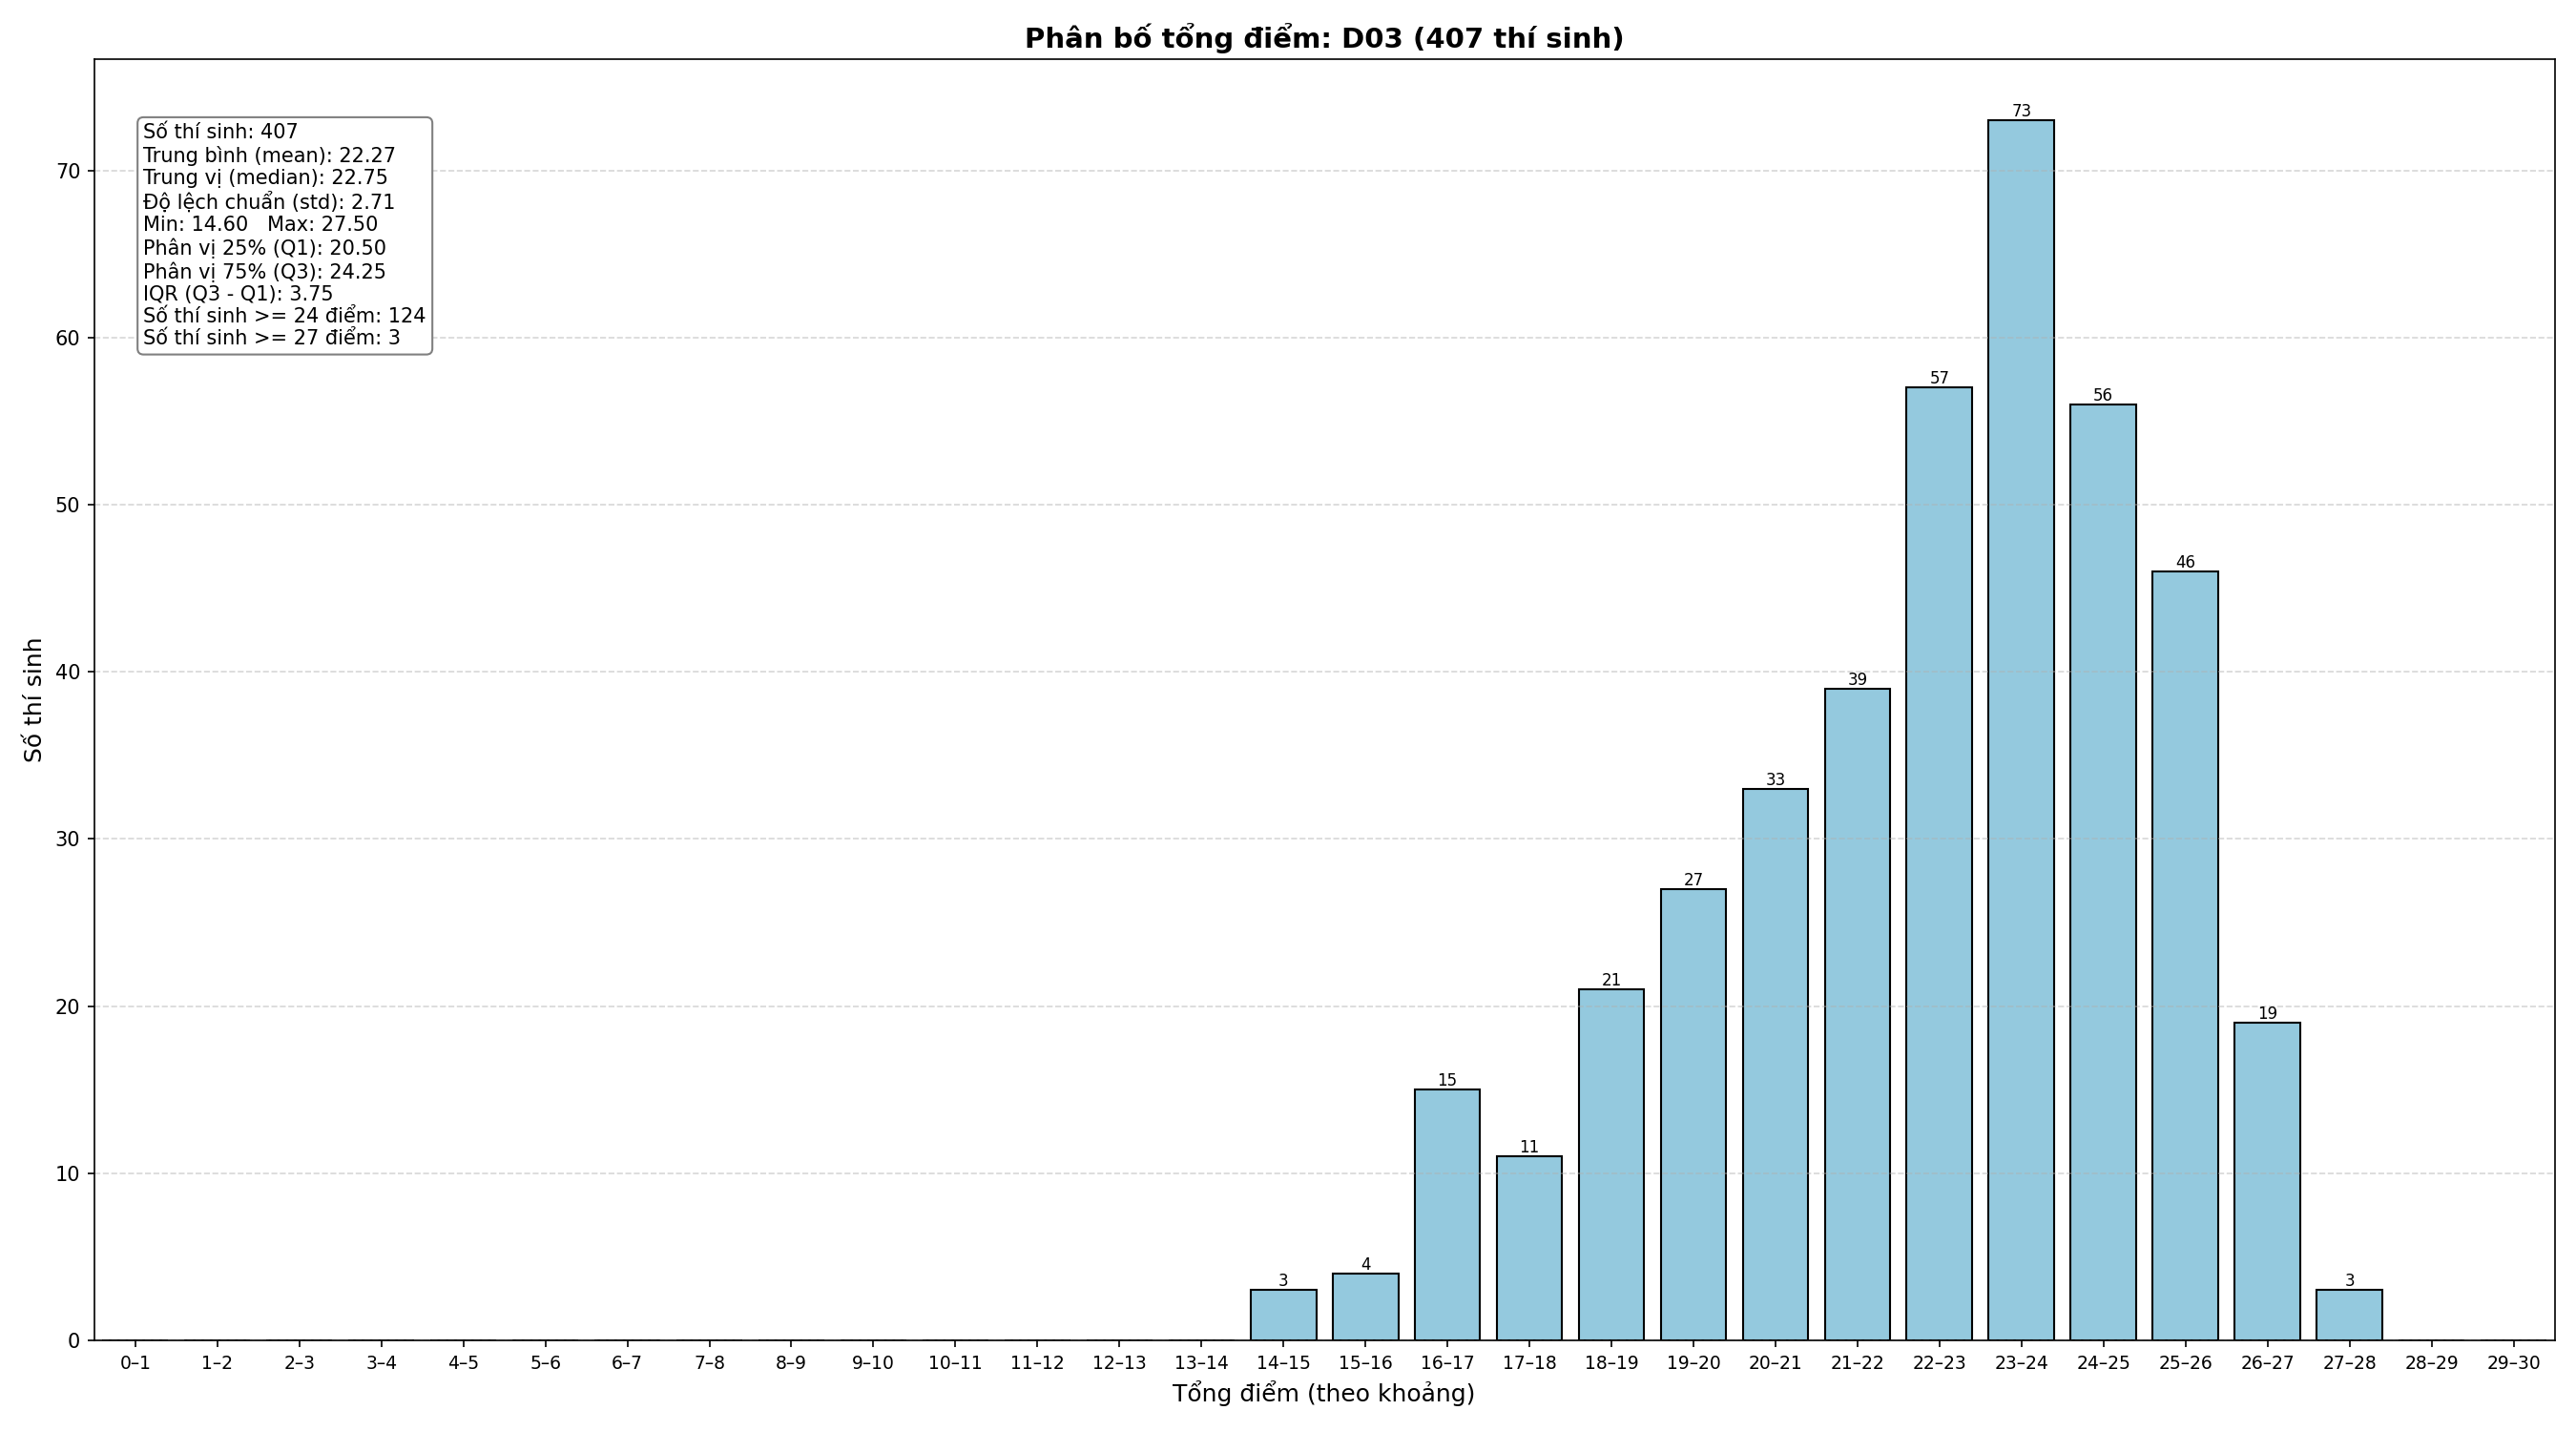 Phân bố tổng điểm: D03 (407 thí sinh)
Số thí sinh: 407
Trung bình (mean): 22.27
Trung vị (median): 22.75
Độ lệch chuẩn (std): 2.71
Min: 14.60   Max: 27.50
Phân vị 25% (Q1): 20.50
Phân vị 75% (Q3): 24.25
IQR (Q3 - Q1): 3.75
Số thí sinh >= 24 điểm: 124
Số thí sinh >= 27 điểm: 3
Số thí sinh
70
60
50
40
30
20
10
0
3
4
15
11
21
27
33
39
57
73
56
46
19
3
0–1 1–2 2–3 3–4 4–5 5–6 6–7 7–8 8–9 9–10 10–11 11–12 12–13 13–14 14–15 15–16 16–17 17–18 18–19 19–20 20–21 21–22 22–23 23–24 24–25 25–26 26–27 27–28 28–29 29–30
Tổng điểm (theo khoảng)